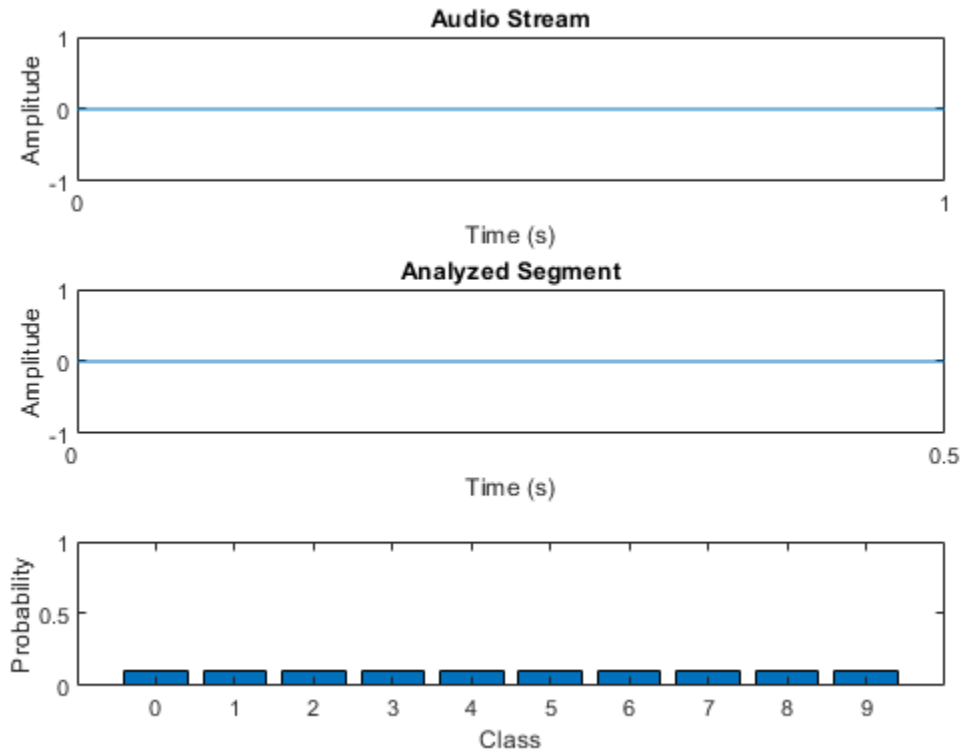 Audio Stream
1
0
-1
Amplitude
0 1
Time (s)
Analyzed Segment
1
0
-1
Amplitude
0 0.5
Time (s)
1
0.5
0
Probability
0 1 2 3 4 5 6 7 8 9
Class